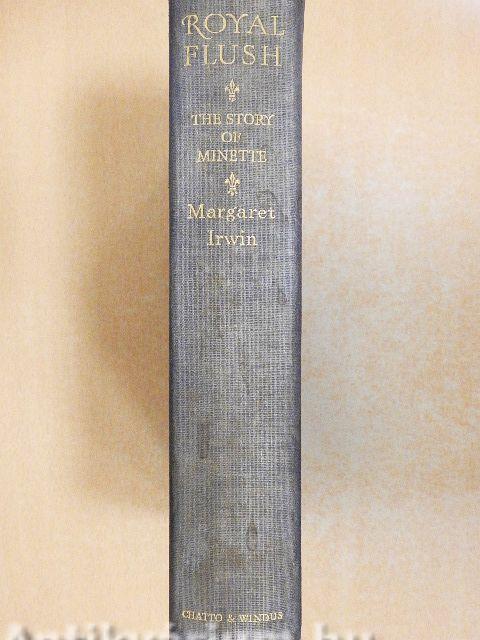 ROYAL
FLUSH
THE STORY
OF
MINETTE
Margaret
Irwin
CHATTO & WINDUS